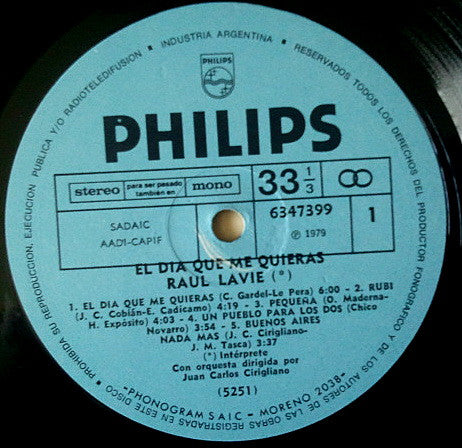 INDUSTRIA ARGENTINA • RESERVADOS TODOS LOS DERECHOS DEL PRODUCTOR FONOGRAFICO Y DE LOS AUTORES DE LAS OBRAS REGISTRADAS EN ESTE DISCO • PROHIBIDA SU REPRODUCCION, EJECUCION PUBLICA Y/O RADIOTELEDIFUSION •
PHILIPS
PHILIPS
stereo para ser pasado también en mono 33 1/3
SADAIC
AADI-CAPIF
6347399
℗ 1979
1
EL DIA QUE ME QUIERAS
RAUL LAVIE (*)
1. EL DIA QUE ME QUIERAS (C. Gardel-Le Pera) 6:00 - 2. RUBI
(J. C. Cobián-E. Cadícamo) 4:19 - 3. PEQUEÑA (O. Maderna-
H. Expósito) 4:03 - 4. UN PUEBLO PARA LOS DOS (Chico
Novarro) 3:54 - 5. BUENOS AIRES
NADA MAS (J. C. Cirigliano-
J. M. Tasca) 3:37
(*) Intérprete
Con orquesta dirigida por
Juan Carlos Cirigliano
(5251)
-PHONOGRAM SAIC - MORENO 2038-